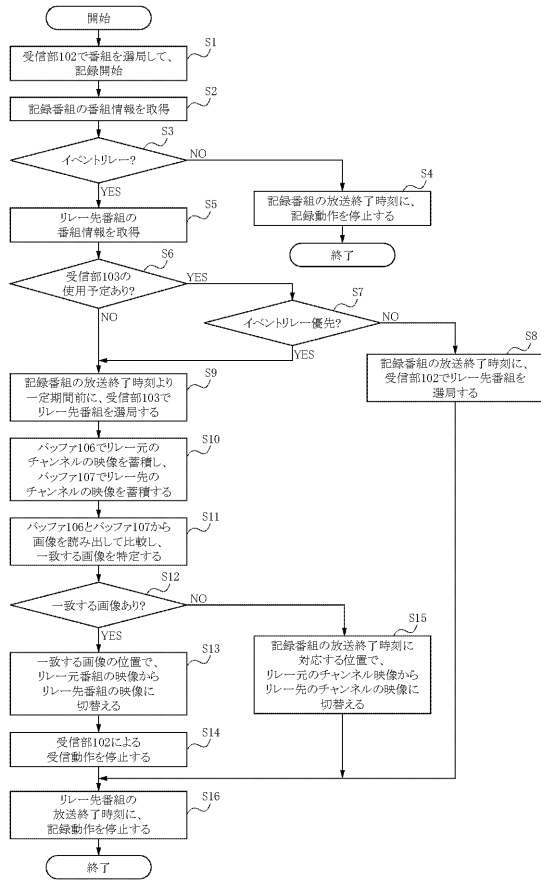 開始
S1
受信部102で番組を選局して、
記録開始
S2
記録番組の番組情報を取得
S3
イベントリレー?
NO
YES
S4
記録番組の放送終了時刻に、
記録動作を停止する
終了
S5
リレー先番組の
番組情報を取得
S6
受信部103の
使用予定あり?
YES
NO
S7
イベントリレー優先?
NO
YES
S8
記録番組の放送終了時刻に、
受信部102でリレー先番組を
選局する
S9
記録番組の放送終了時刻より
一定期間前に、受信部103で
リレー先番組を選局する
S10
バッファ106でリレー元の
チャンネルの映像を蓄積し、
バッファ107でリレー先の
チャンネルの映像を蓄積する
S11
バッファ106とバッファ107から
画像を読み出して比較し、
一致する画像を特定する
S12
一致する画像あり?
NO
YES
S13
一致する画像の位置で、
リレー元番組の映像から
リレー先番組の映像に
切替える
S15
記録番組の放送終了時刻に
対応する位置で、
リレー元のチャンネル映像から
リレー先のチャンネルの映像に
切替える
S14
受信部102による
受信動作を停止する
S16
リレー先番組の
放送終了時刻に、
記録動作を停止する
終了